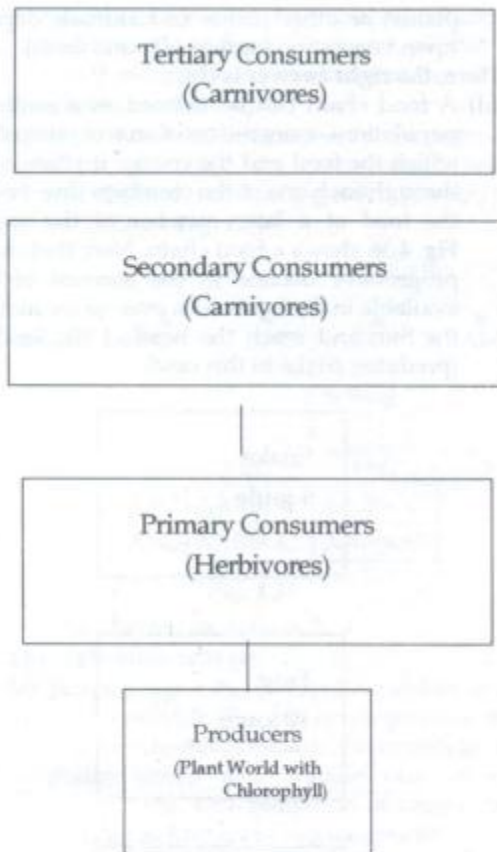 Tertiary Consumers
(Carnivores)
Secondary Consumers
(Carnivores)
Primary Consumers
(Herbivores)
Producers
(Plant World with
Chlorophyll)